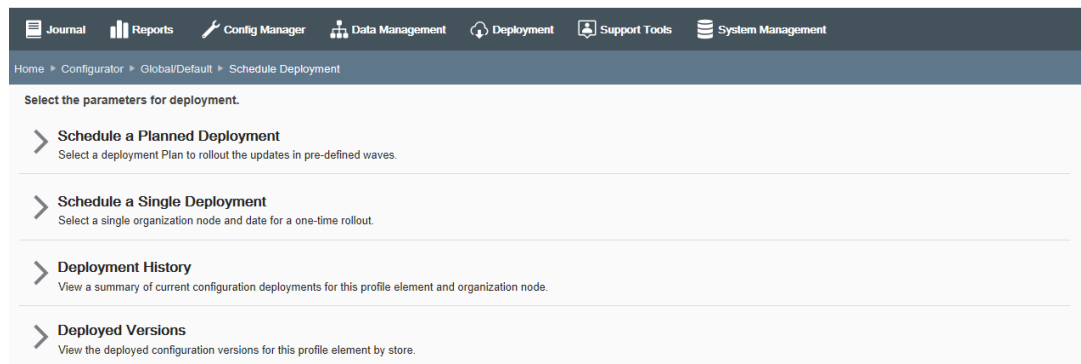 Journal Reports Config Manager Data Management Deployment Support Tools System Management
Home Configurator Global/Default Schedule Deployment
Select the parameters for deployment.
Schedule a Planned Deployment
Select a deployment Plan to rollout the updates in pre-defined waves.
Schedule a Single Deployment
Select a single organization node and date for a one-time rollout.
Deployment History
View a summary of current configuration deployments for this profile element and organization node.
Deployed Versions
View the deployed configuration versions for this profile element by store.